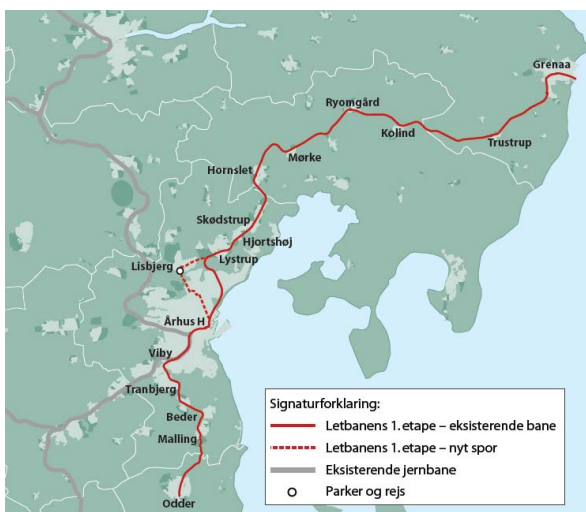 Grenaa
Ryomgård
Kolind
Trustrup
Mørke
Hornslet
Skødstrup
Hjortshøj
Lystrup
Lisbjerg
Århus H
Viby
Tranbjerg
Beder
Malling
Odder
Signaturforklaring:
Letbanens 1. etape – eksisterende bane
Letbanens 1. etape – nyt spor
Eksisterende jernbane
Parker og rejs